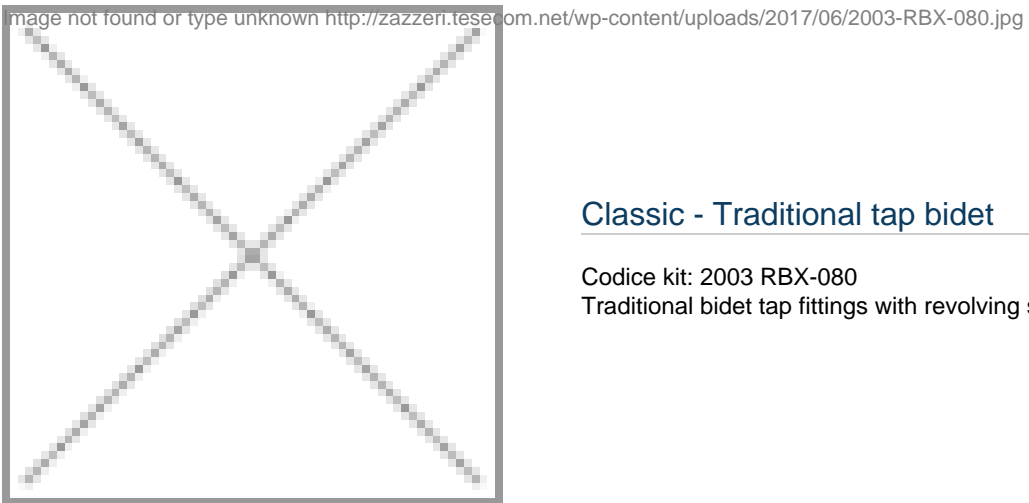 Image not found or type unknown http://zazzeri.tesecom.net/wp-content/uploads/2017/06/2003-RBX-080.jpg
Classic - Traditional tap bidet
Codice kit: 2003 RBX-080
Traditional bidet tap fittings with revolving